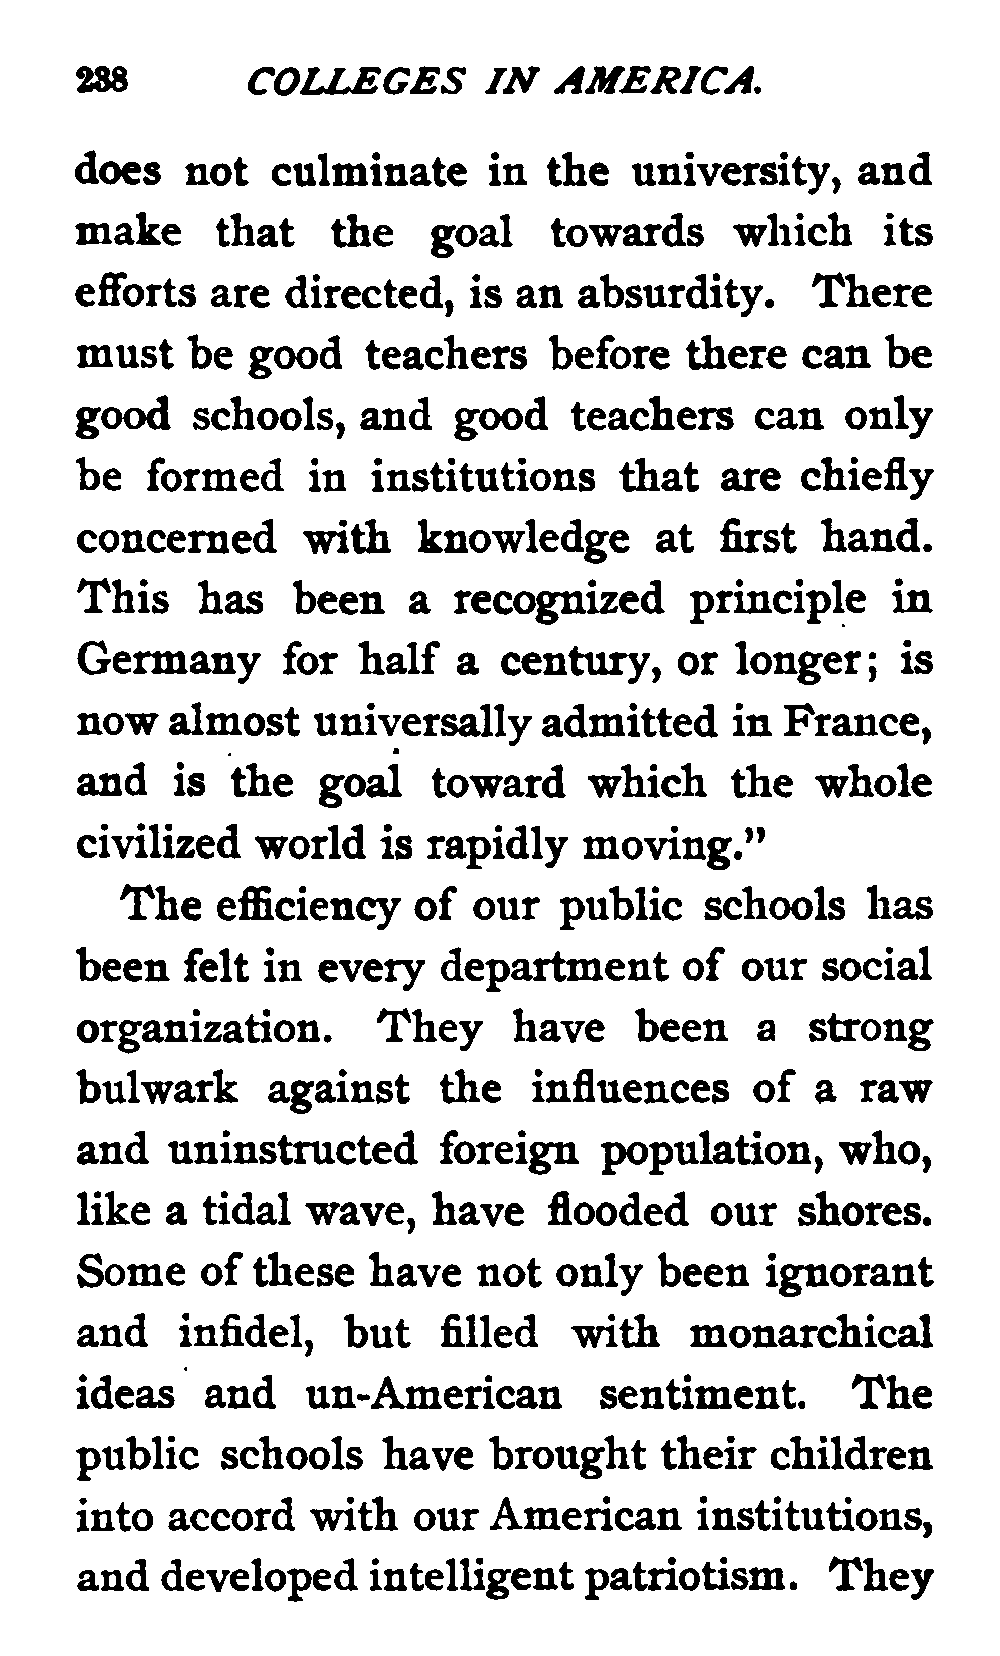 238 COLLEGES IN AMERICA.
does not culminate in the university, and
make that the goal towards which its
efforts are directed, is an absurdity. There
must be good teachers before there can be
good schools, and good teachers can only
be formed in institutions that are chiefly
concerned with knowledge at first hand.
This has been a recognized principle in
Germany for half a century, or longer; is
now almost universally admitted in France,
and is the goal toward which the whole
civilized world is rapidly moving."
The efficiency of our public schools has
been felt in every department of our social
organization. They have been a strong
bulwark against the influences of a raw
and uninstructed foreign population, who,
like a tidal wave, have flooded our shores.
Some of these have not only been ignorant
and infidel, but filled with monarchical
ideas and un-American sentiment. The
public schools have brought their children
into accord with our American institutions,
and developed intelligent patriotism. They